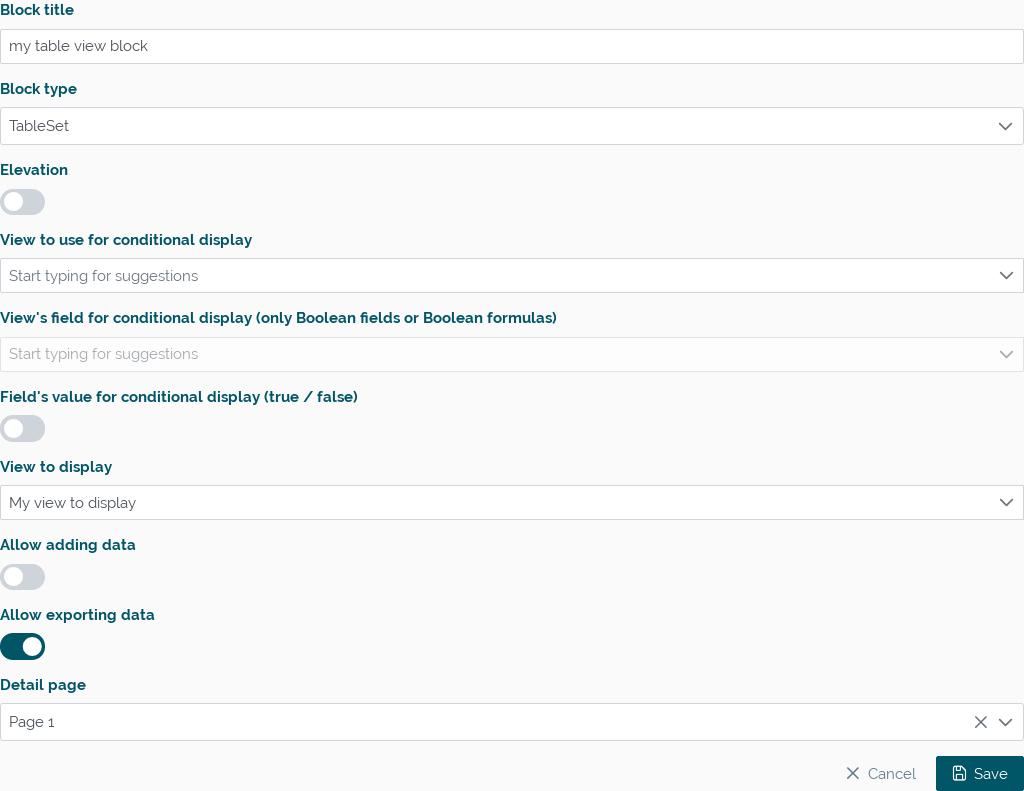 Block title
my table view block
Block type
TableSet
Elevation
View to use for conditional display
Start typing for suggestions
View's field for conditional display (only Boolean fields or Boolean formulas)
Start typing for suggestions
Field's value for conditional display (true / false)
View to display
My view to display
Allow adding data
Allow exporting data
Detail page
Page 1
Cancel
Save